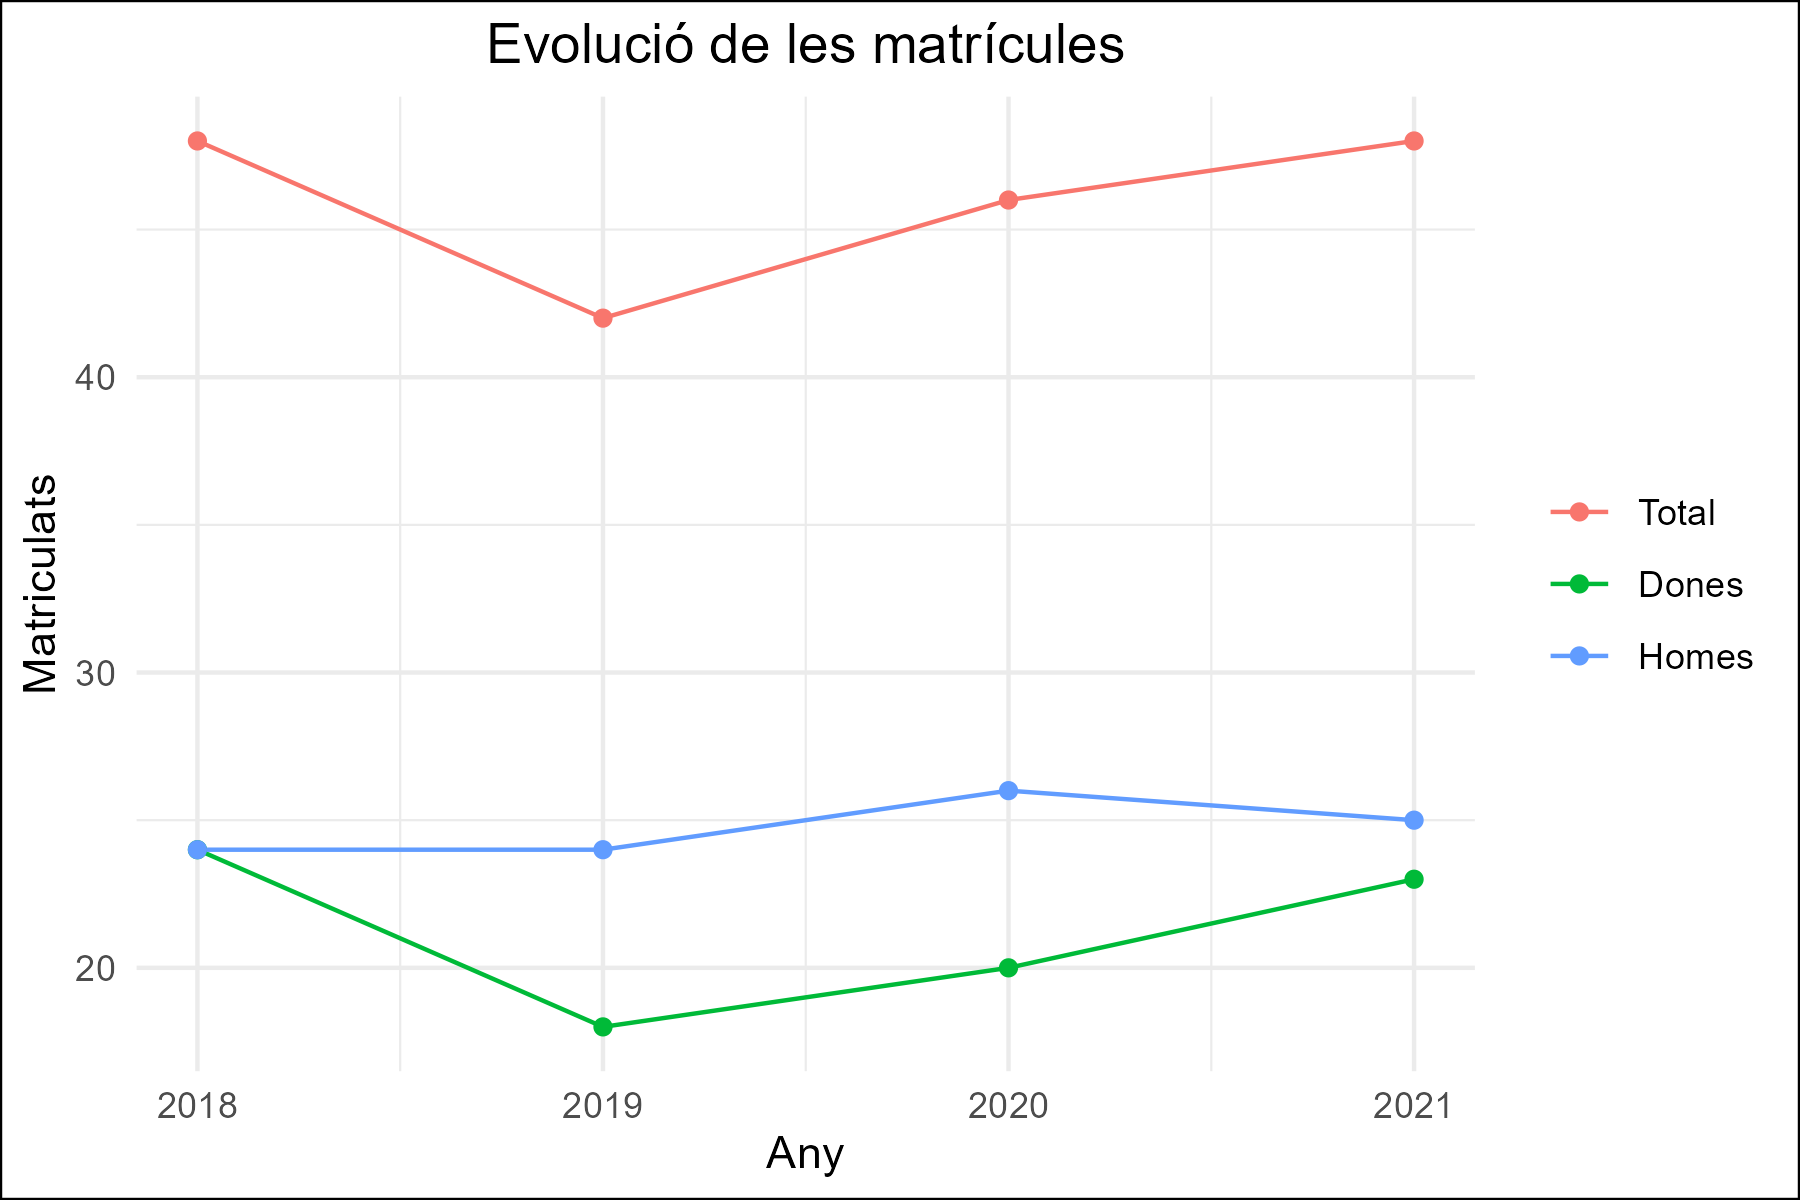 Evolució de les matrícules
Matriculats
40
30
20
2018 2019 2020 2021
Any
Total
Dones
Homes